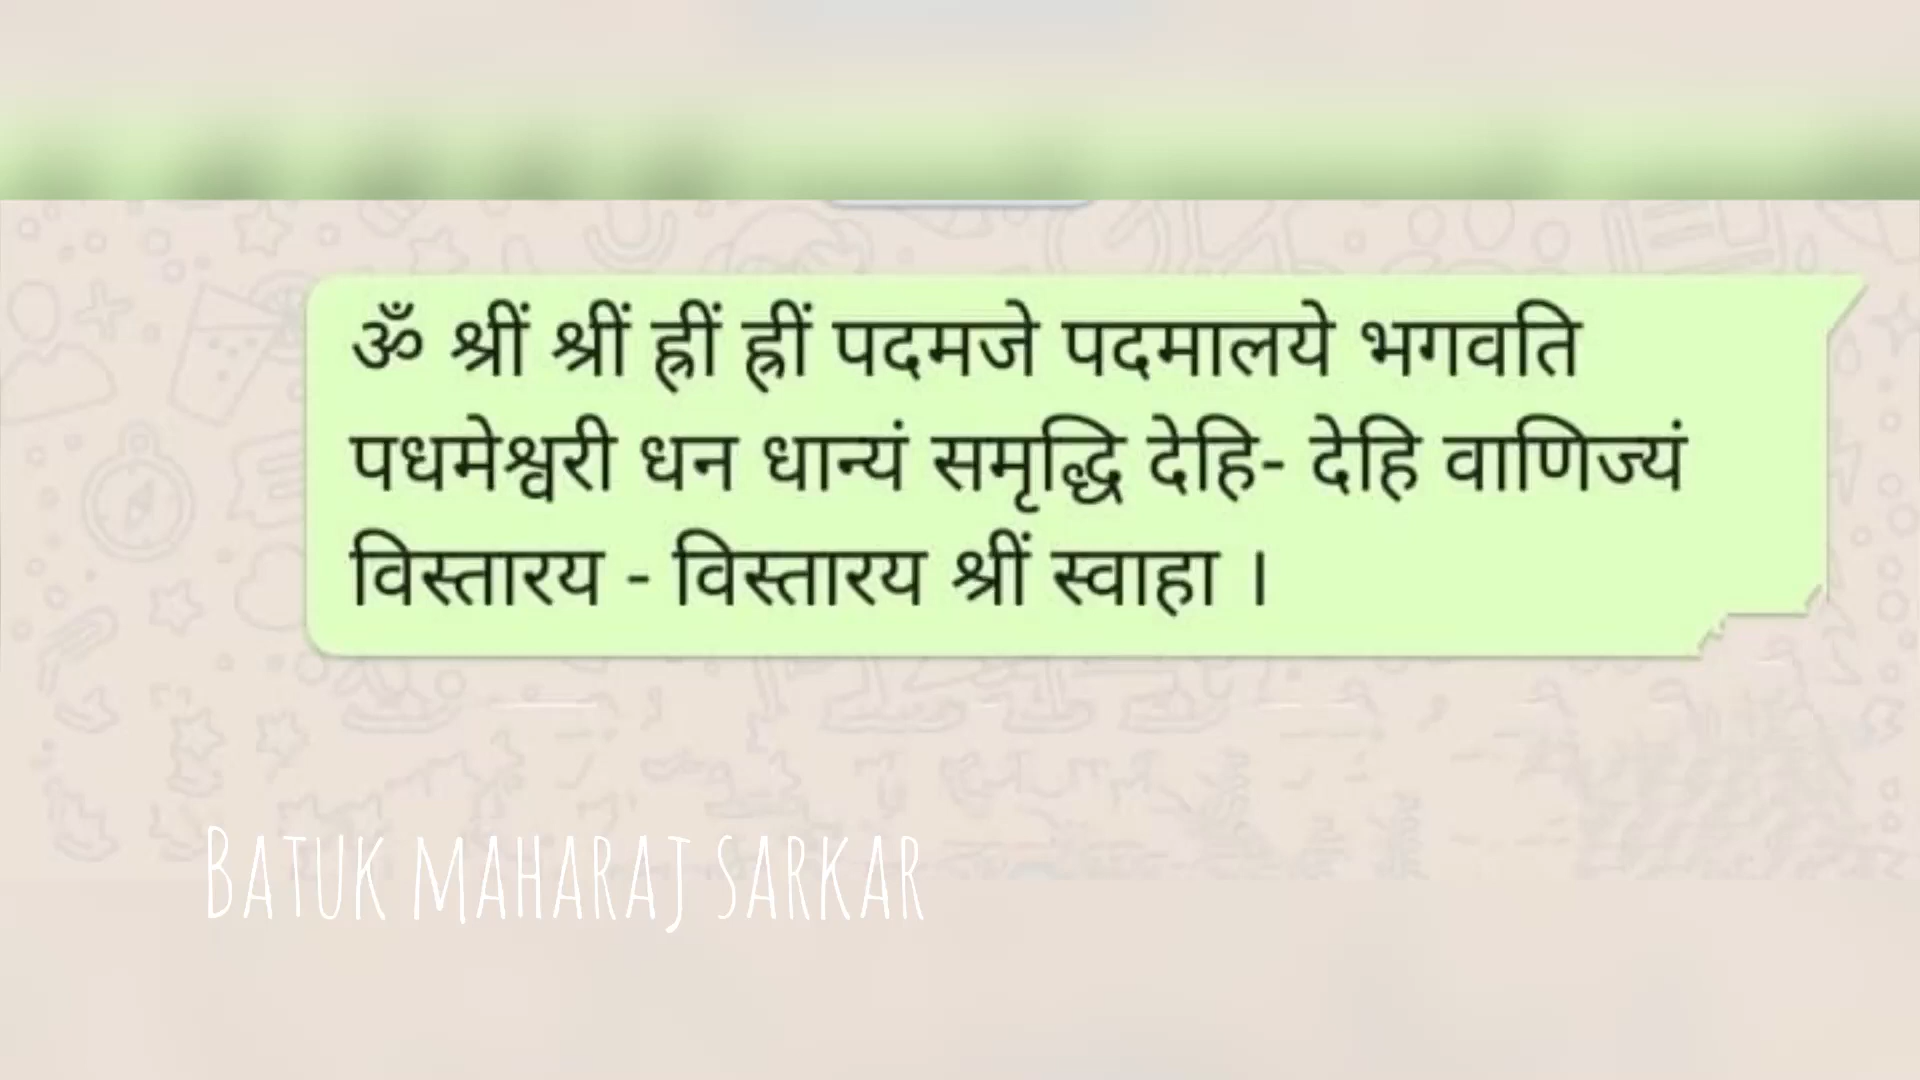 ॐ श्रीं श्रीं ह्रीं ह्रीं पदमजे पदमालये भगवति
पधमेश्वरी धन धान्यं समृद्धि देहि- देहि वाणिज्यं
विस्तारय - विस्तारय श्रीं स्वाहा ।
BATUK MAHARAJ SARKAR